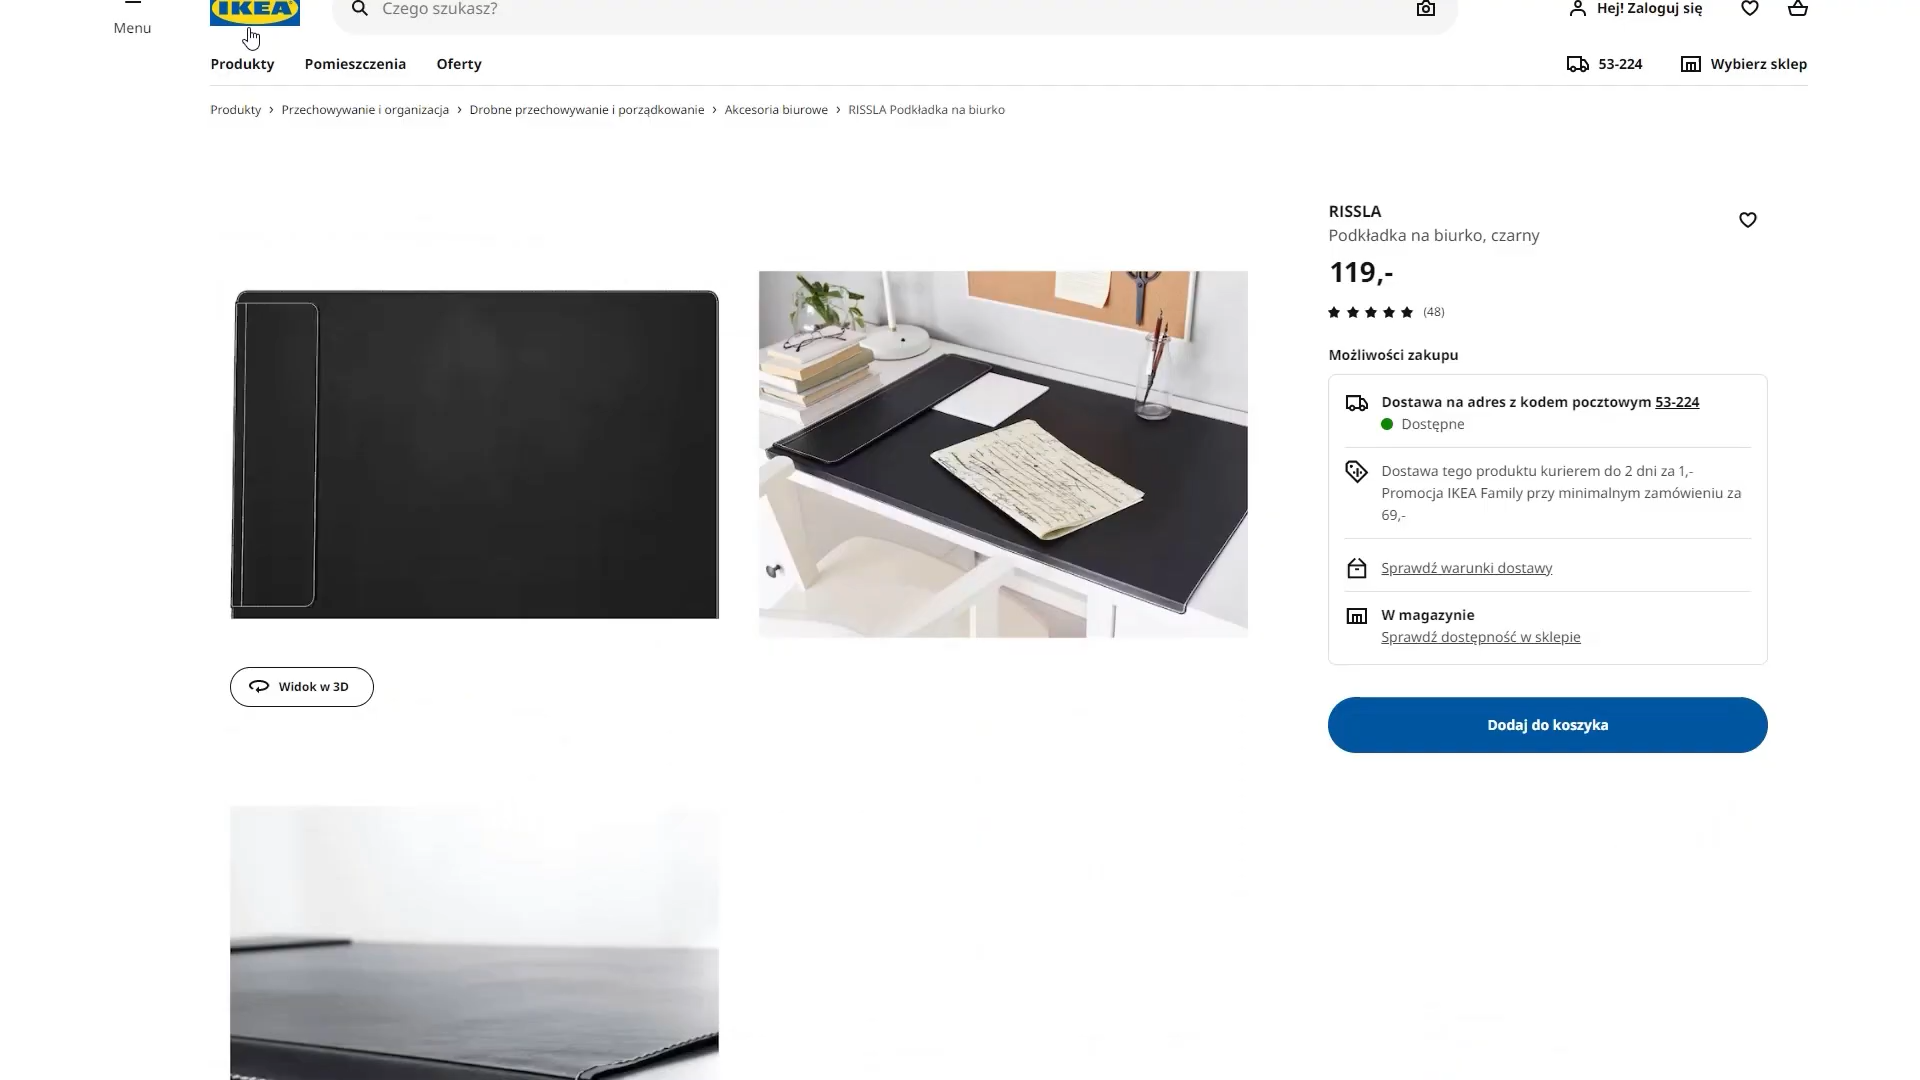 Menu
IKEA
Czego szukasz?
Hej! Zaloguj się
Produkty
Pomieszczenia
Oferty
53-224
Wybierz sklep
Produkty › Przechowywanie i organizacja › Drobne przechowywanie i porządkowanie › Akcesoria biurowe › RISSLA Podkładka na biurko
RISSLA
Podkładka na biurko, czarny
119,-
(48)
Możliwości zakupu
Dostawa na adres z kodem pocztowym 53-224
Dostępne
Dostawa tego produktu kurierem do 2 dni za 1,-
Promocja IKEA Family przy minimalnym zamówieniu za
69,-
Sprawdź warunki dostawy
W magazynie
Sprawdź dostępność w sklepie
Widok w 3D
Dodaj do koszyka